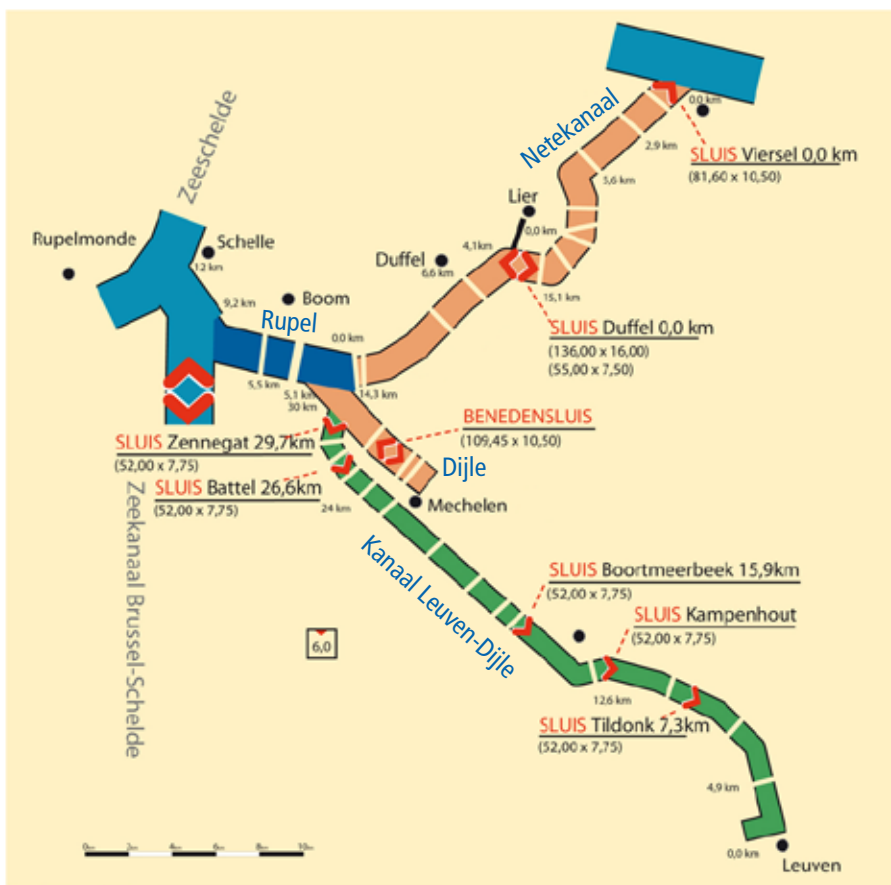 Netekanaal
0.0 km
2,9 km
SLUIS Viersel 0,0 km
(81,60 x 10,50)
5,6 km
Zeeschelde
Lier
0,0 km
Rupelmonde
Schelle
12 km
4,1km
Duffel
6,6 km
15,1 km
9,2 km
Boom
Rupel
0.0 km
SLUIS Duffel 0,0 km
(136,00 x 16,00)
(55,00 x 7,50)
5,5 km
5,1 km
30 km
14,3 km
BENEDENSLUIS
(109,45 x 10,50)
SLUIS Zennegat 29,7km
(52,00 x 7,75)
Dijle
SLUIS Battel 26,6km
(52,00 x 7,75)
Mechelen
24 km
Zeekanaal Brussel-Schelde
Kanaal Leuven-Dijle
SLUIS Boortmeerbeek 15,9km
(52,00 x 7,75)
SLUIS Kampenhout
(52,00 x 7,75)
6,0
12,6 km
SLUIS Tildonk 7,3km
(52,00 x 7,75)
4,9 km
0,0 km
Leuven